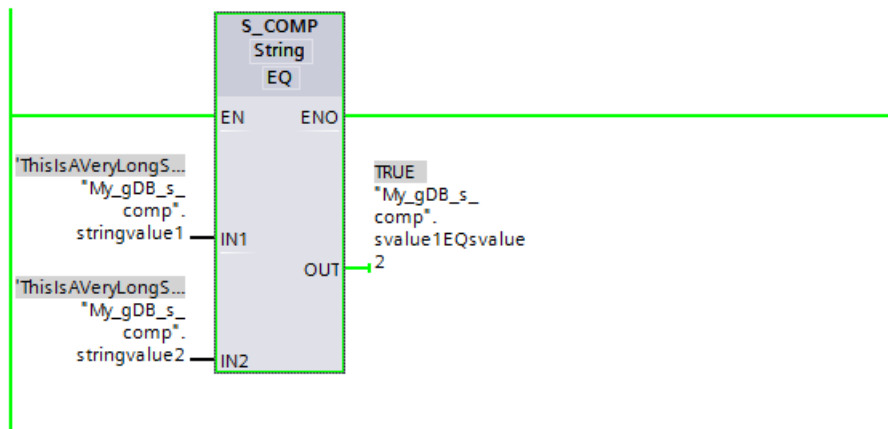 S_COMP
String
EQ
EN ENO
'ThisIsAVeryLongS...
"My_gDB_s_
comp".
stringvalue1
IN1
TRUE
"My_gDB_s_
comp".
svalue1EQsvalue
2
OUT
'ThisIsAVeryLongS...
"My_gDB_s_
comp".
stringvalue2
IN2